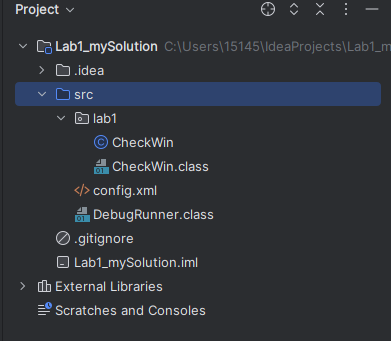 Project
Lab1_mySolution C:\Users\15145\IdeaProjects\Lab1_m
.idea
src
lab1
CheckWin
CheckWin.class
config.xml
DebugRunner.class
.gitignore
Lab1_mySolution.iml
External Libraries
Scratches and Consoles